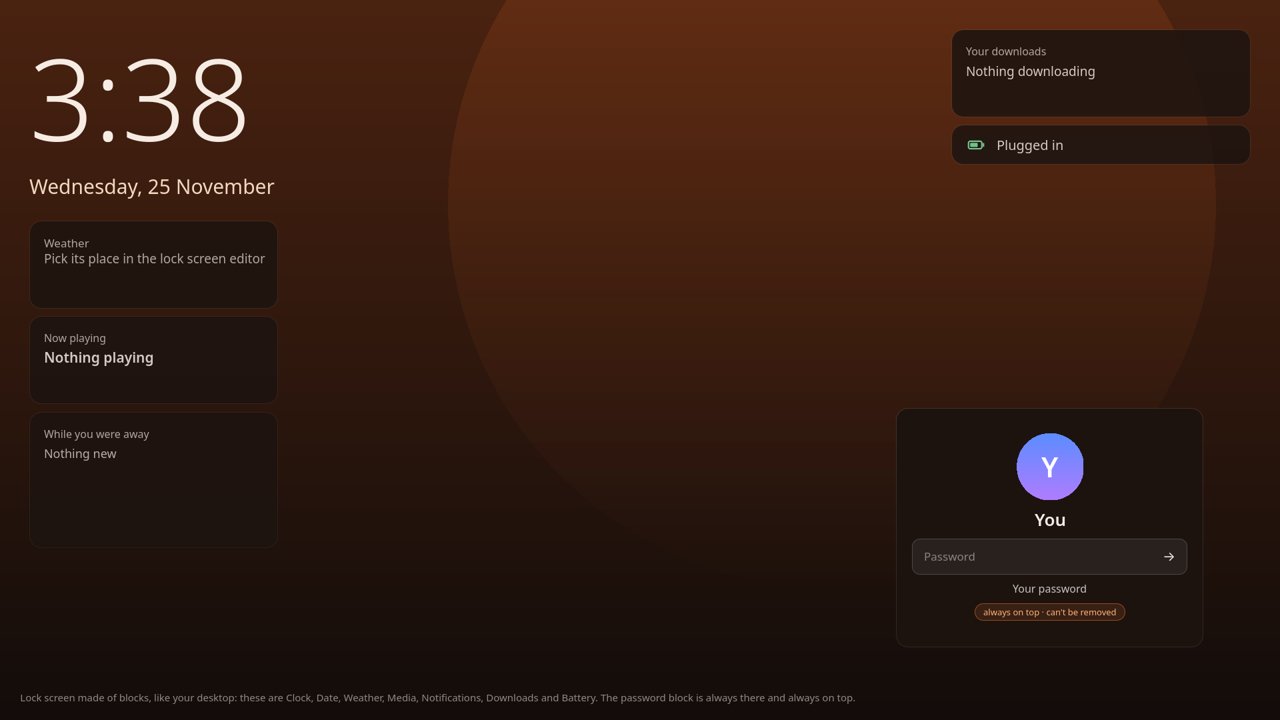 3:38
Wednesday, 25 November
Weather
Pick its place in the lock screen editor
Now playing
Nothing playing
While you were away
Nothing new
Your downloads
Nothing downloading
Plugged in
Y
You
Password
Your password
always on top · can't be removed
Lock screen made of blocks, like your desktop: these are Clock, Date, Weather, Media, Notifications, Downloads and Battery. The password block is always there and always on top.